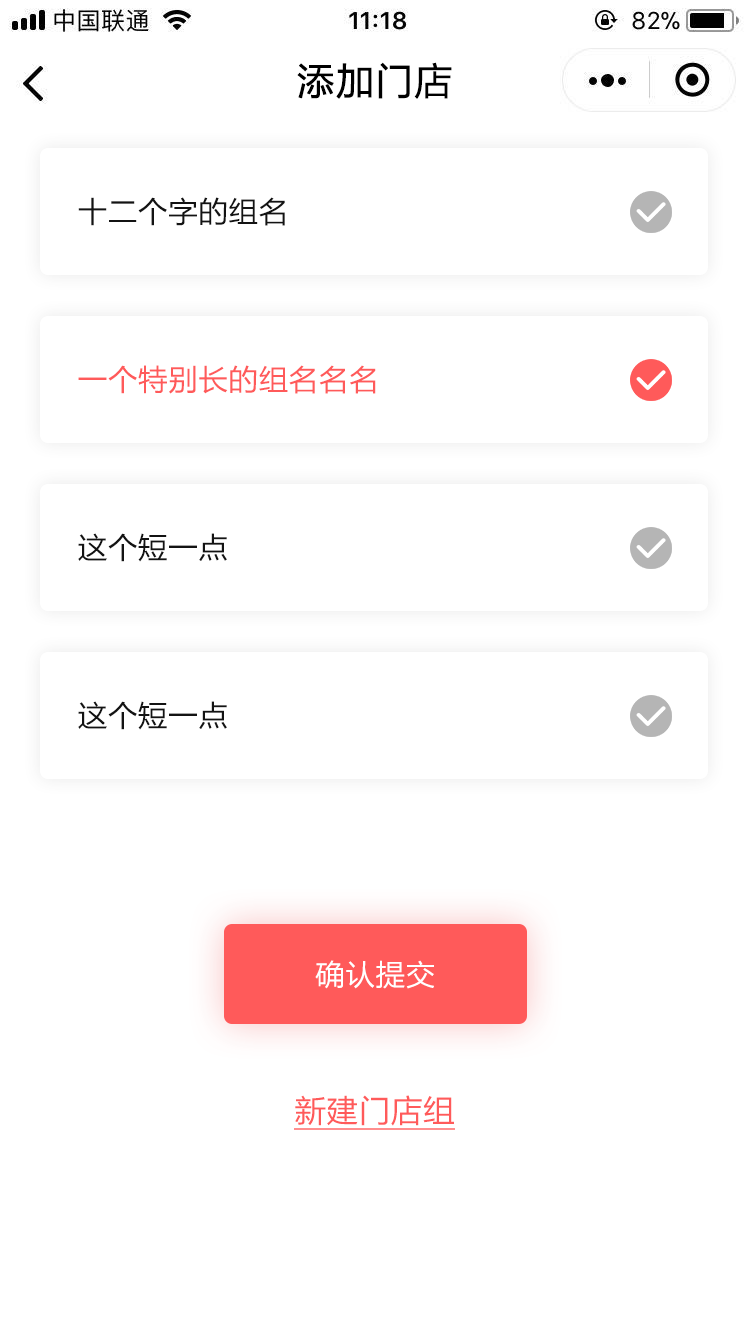 中国联通 11:18 82%
添加门店
十二个字的组名
一个特别长的组名名名
这个短一点
这个短一点
确认提交
新建门店组